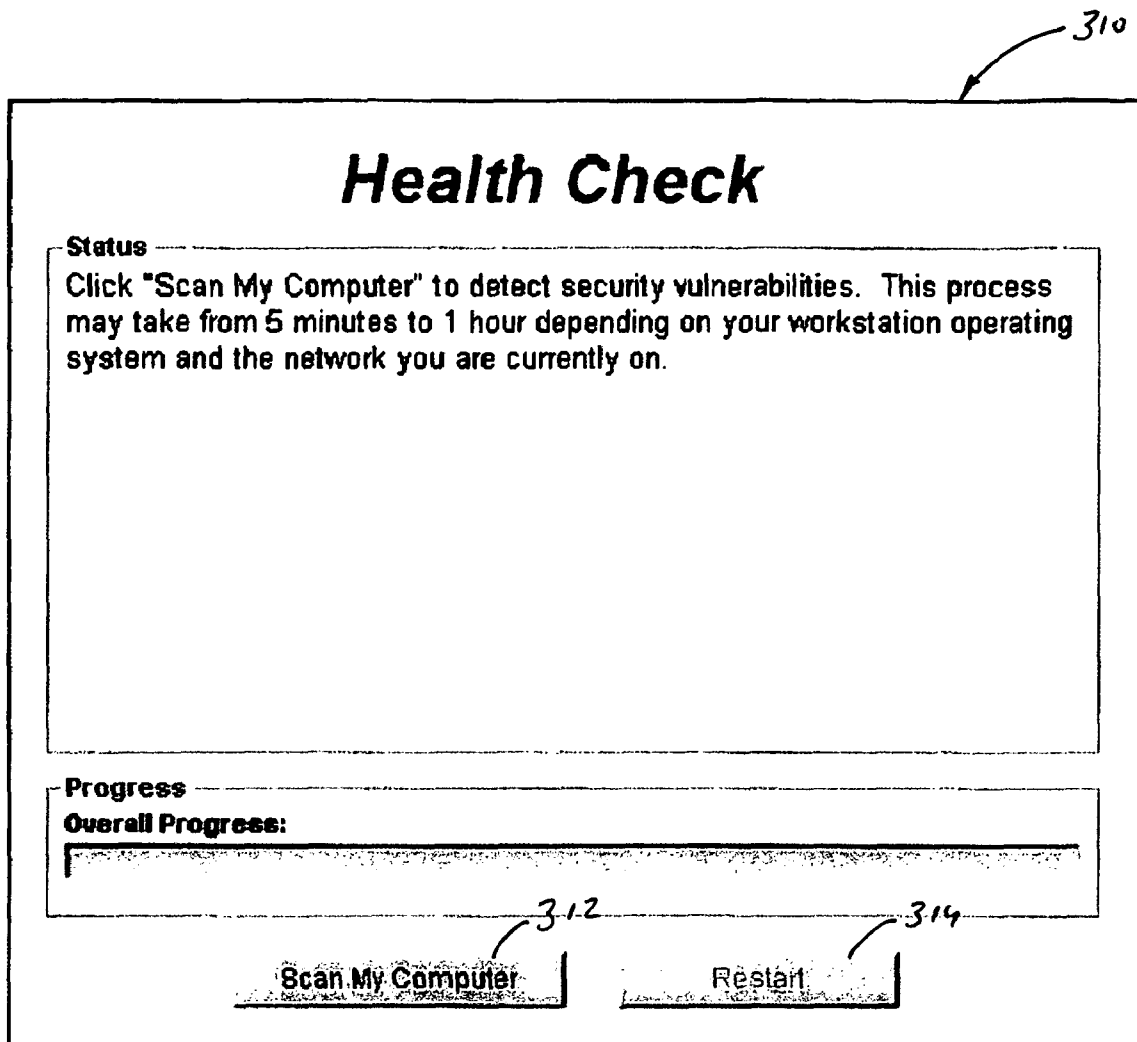 310
Health Check
Status
Click "Scan My Computer" to detect security vulnerabilities. This process
may take from 5 minutes to 1 hour depending on your workstation operating
system and the network you are currently on.
Progress
Overall Progress:
312
314
Scan My Computer
Restart